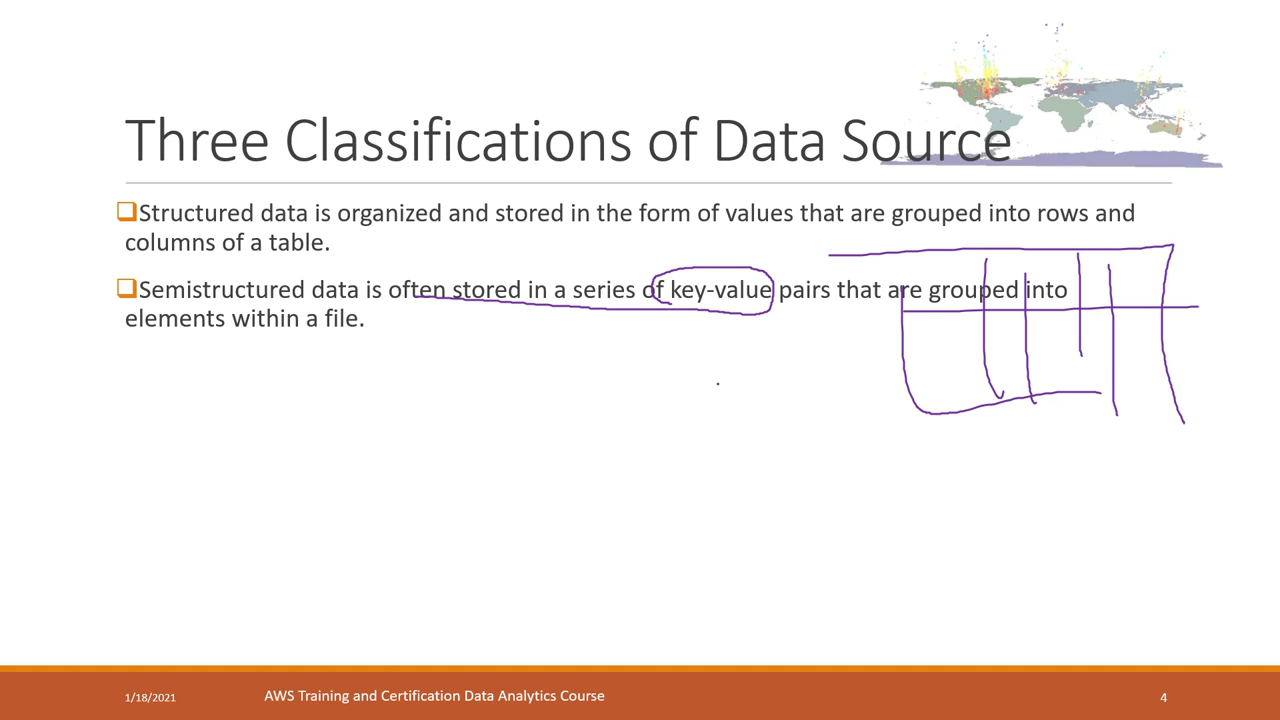 Three Classifications of Data Source
Structured data is organized and stored in the form of values that are grouped into rows and
columns of a table.
Semistructured data is often stored in a series of key-value pairs that are grouped into
elements within a file.
1/18/2021
AWS Training and Certification Data Analytics Course
4